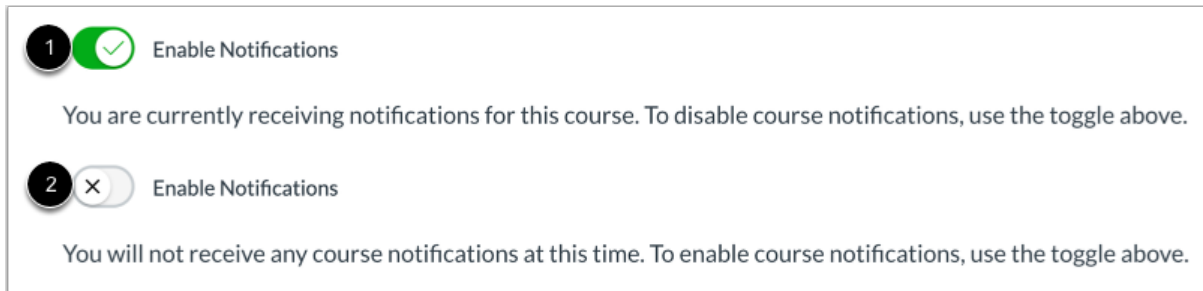 1 Enable Notifications
You are currently receiving notifications for this course. To disable course notifications, use the toggle above.
2 Enable Notifications
You will not receive any course notifications at this time. To enable course notifications, use the toggle above.